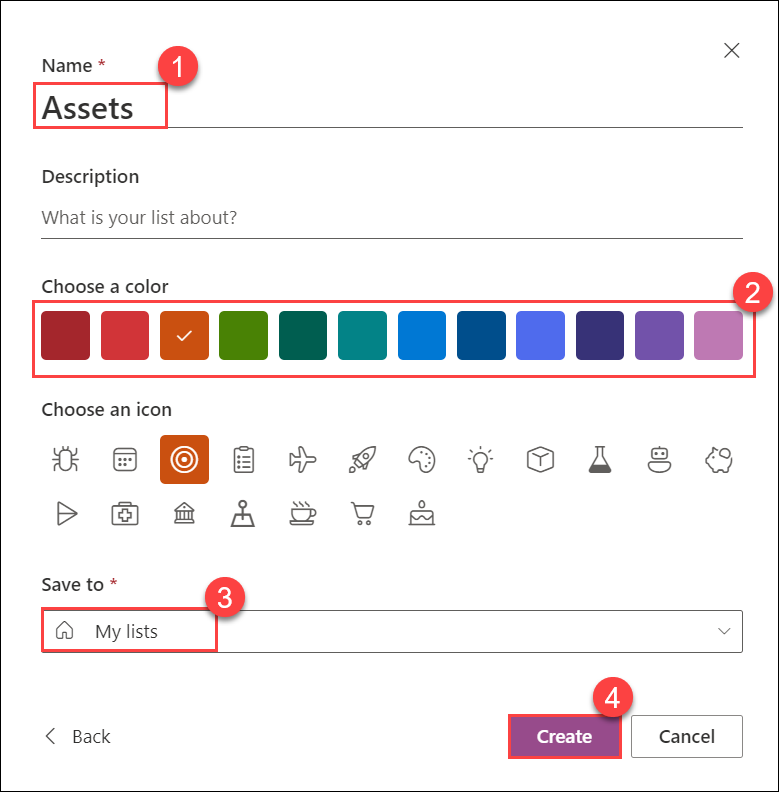 Name *
1
Assets
Description
What is your list about?
Choose a color
2
Choose an icon
Save to *
3
My lists
4
Back
Create
Cancel